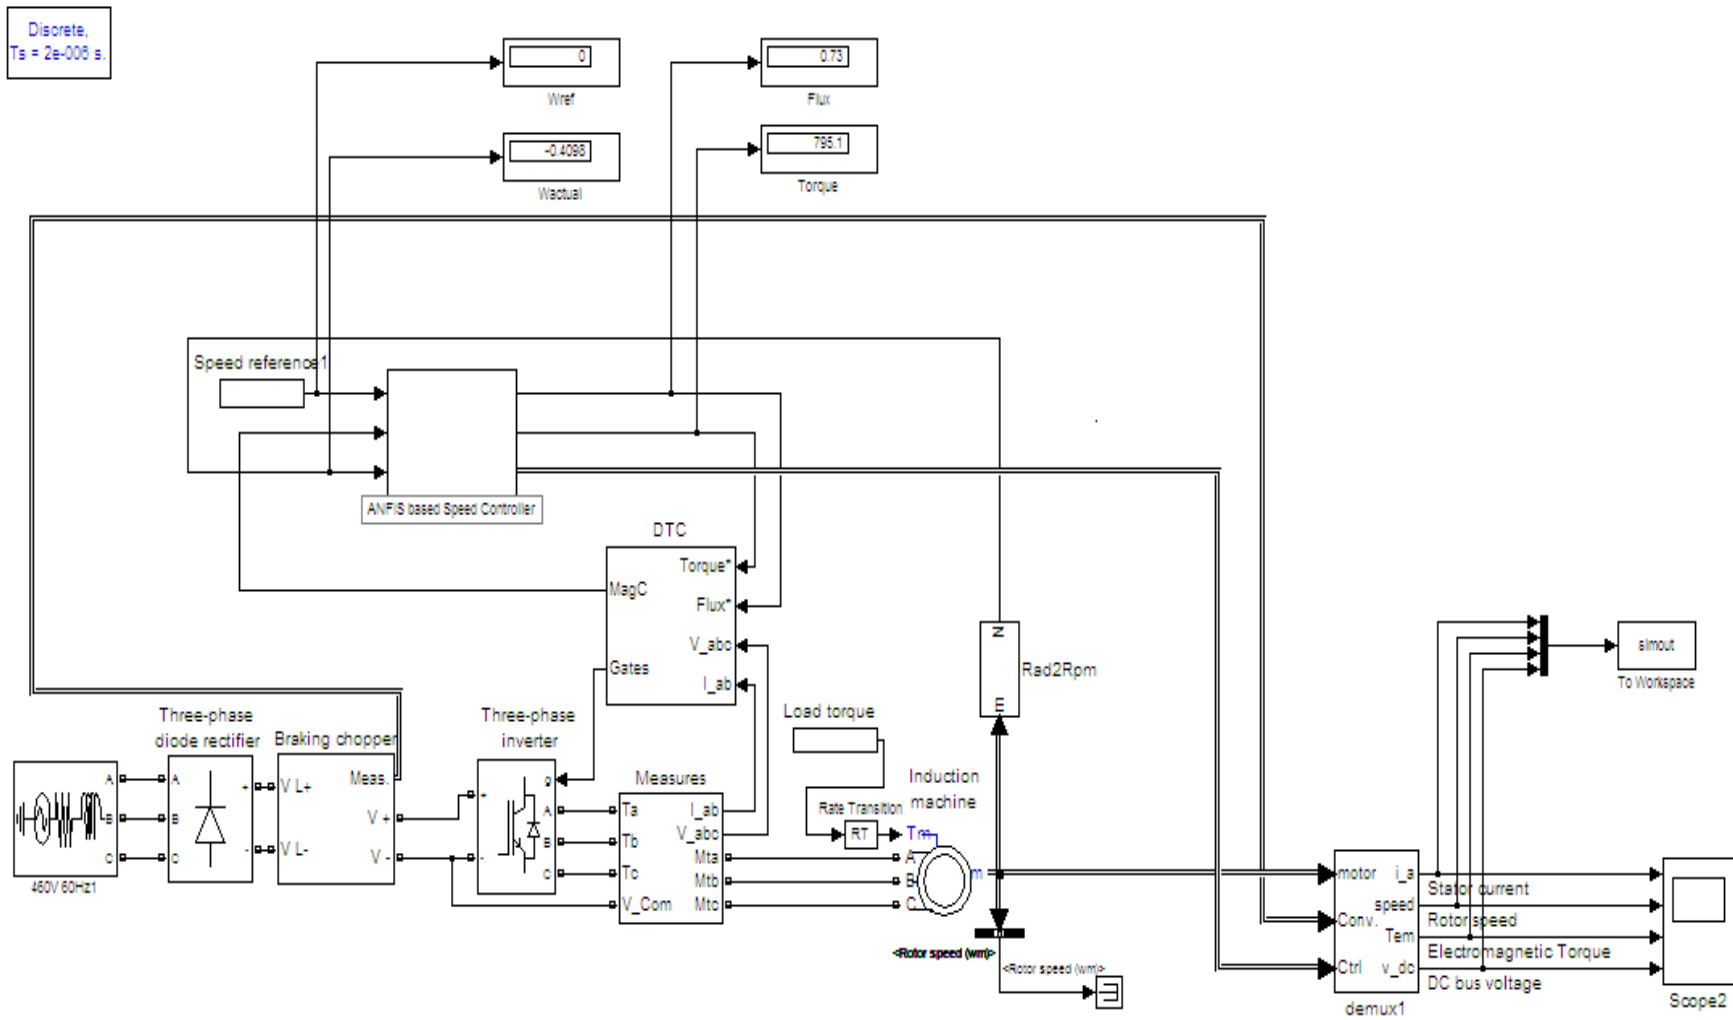 Discrete,
Ts = 2e-006 s.
0
Wref
0.73
Flux
-0.4098
Wactual
795.1
Torque
Speed reference1
ANFIS based Speed Controller
DTC
Torque*
MagC
Flux*
V_abc
Gates
I_ab
N
m
Rad2Rpm
simout
To Workspace
Three-phase
diode rectifier
Braking chopper
Three-phase
inverter
Load torque
Measures
Induction
machine
Rate Transition
RT
Tm
A
B
C
460V 60Hz1
A
B
C
+
-
V L+
V L-
Meas.
V +
V -
+
-
g
A
B
C
Ta
Tb
Tc
V_Com
I_ab
V_abc
Mta
Mtb
Mtc
A
B
C
m
<Rotor speed (wm)>
<Rotor speed (wm)>
motor
Conv.
Ctrl
i_a
speed
Tem
v_dc
demux1
Stator current
Rotor speed
Electromagnetic Torque
DC bus voltage
Scope2